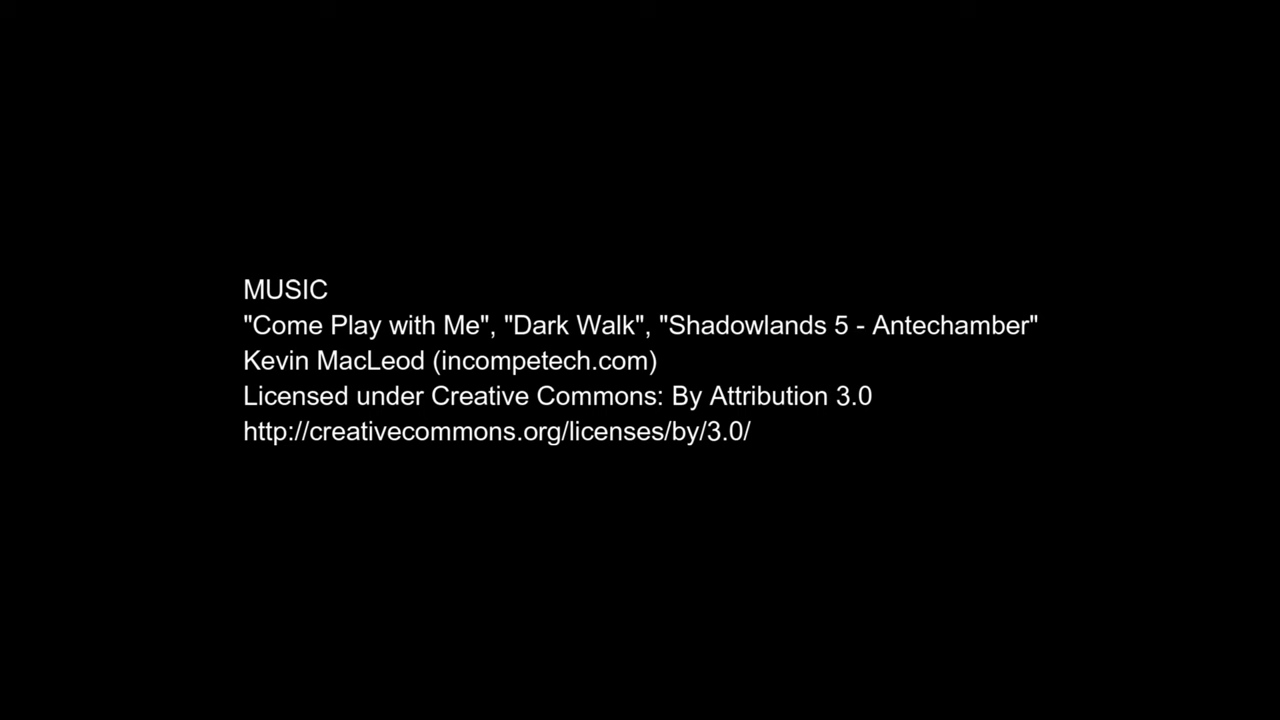 MUSIC
"Come Play with Me", "Dark Walk", "Shadowlands 5 - Antechamber"
Kevin MacLeod (incompetech.com)
Licensed under Creative Commons: By Attribution 3.0
http://creativecommons.org/licenses/by/3.0/